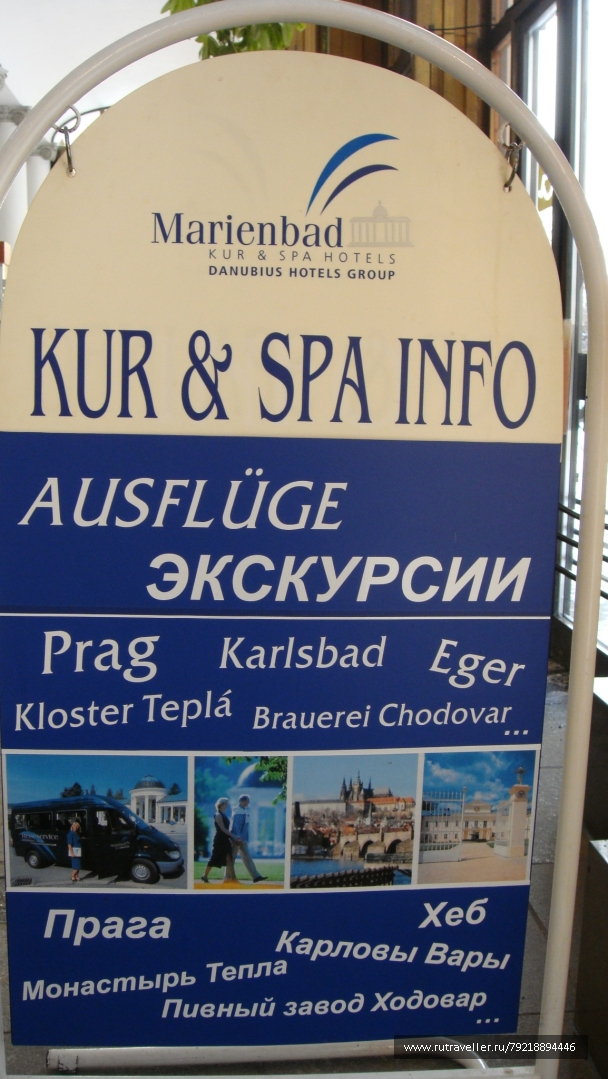 Marienbad
KUR & SPA HOTELS
DANUBIUS HOTELS GROUP
KUR & SPA INFO
AUSFLÜGE
ЭКСКУРСИИ
Prag Karlsbad Eger
Kloster Teplá Brauerei Chodovar ...
Прага Хеб
Карловы Вары
Монастырь Тепла
Пивный завод Ходовар ...
www.rutraveller.ru/79218894446